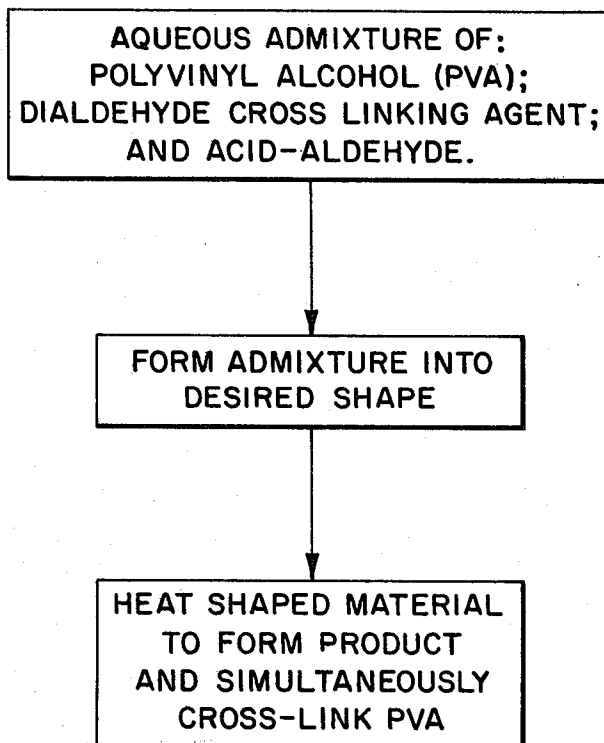 AQUEOUS ADMIXTURE OF:
POLYVINYL ALCOHOL (PVA);
DIALDEHYDE CROSS LINKING AGENT;
AND ACID-ALDEHYDE.
FORM ADMIXTURE INTO
DESIRED SHAPE
HEAT SHAPED MATERIAL
TO FORM PRODUCT
AND SIMULTANEOUSLY
CROSS-LINK PVA